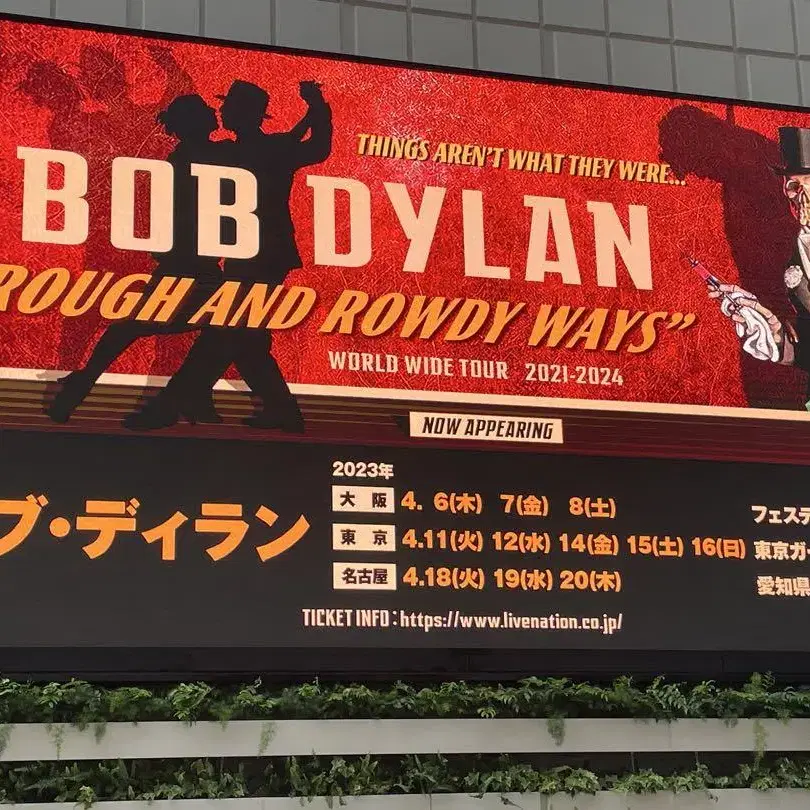 THINGS AREN'T WHAT THEY WERE...
BOB DYLAN
ROUGH AND ROWDY WAYS”
WORLD WIDE TOUR 2021-2024
NOW APPEARING
ブ・ディラン
2023年
大阪 4. 6(木) 7(金) 8(土) フェステ
東京 4.11(火) 12(水) 14(金) 15(土) 16(日) 東京ガー
名古屋 4.18(火) 19(水) 20(木) 愛知県
TICKET INFO:https://www.livenation.co.jp/